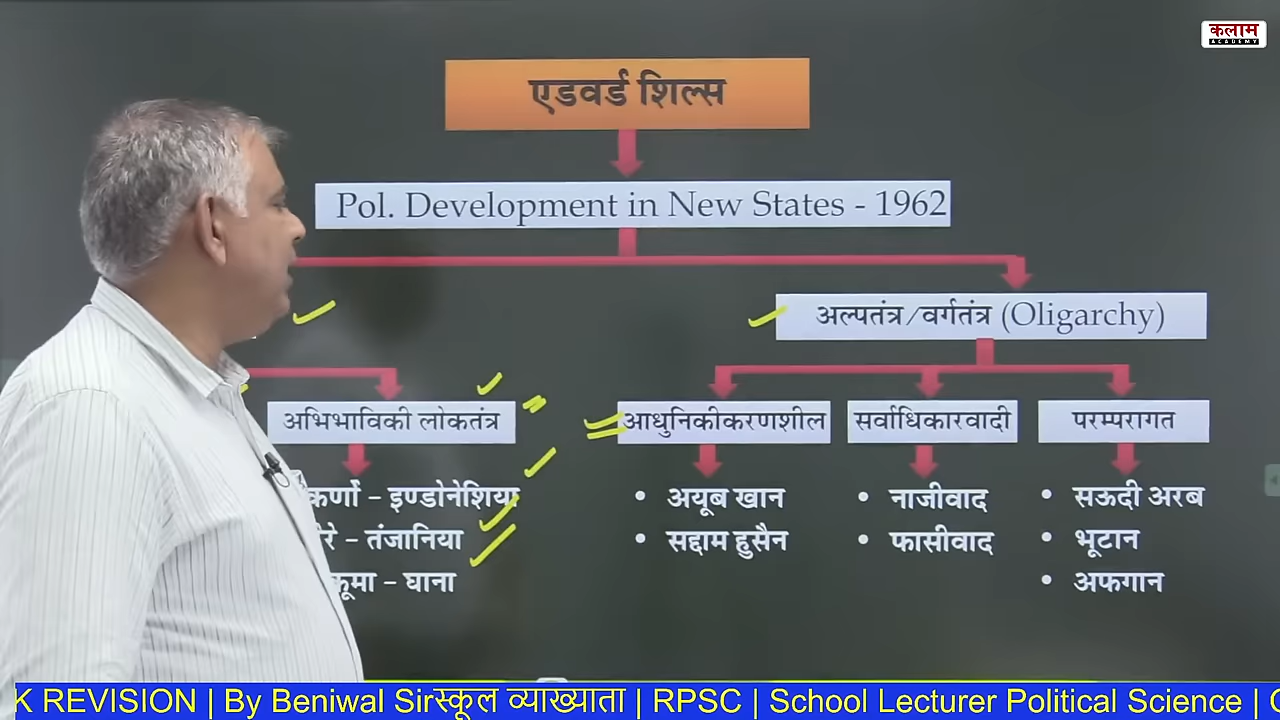 कलाम
ACADEMY
एडवर्ड शिल्स
Pol. Development in New States - 1962
अल्पतंत्र/वर्गतंत्र (Oligarchy)
अभिभाविकी लोकतंत्र
आधुनिकीकरणशील
सर्वाधिकारवादी
परम्परागत
– इण्डोनेशिया
– तंजानिया
– घाना
• अयूब खान
• सद्दाम हुसैन
• नाजीवाद
• फासीवाद
• सऊदी अरब
• भूटान
• अफगान
K REVISION | By Beniwal Sirस्कूल व्याख्याता | RPSC | School Lecturer Political Science |